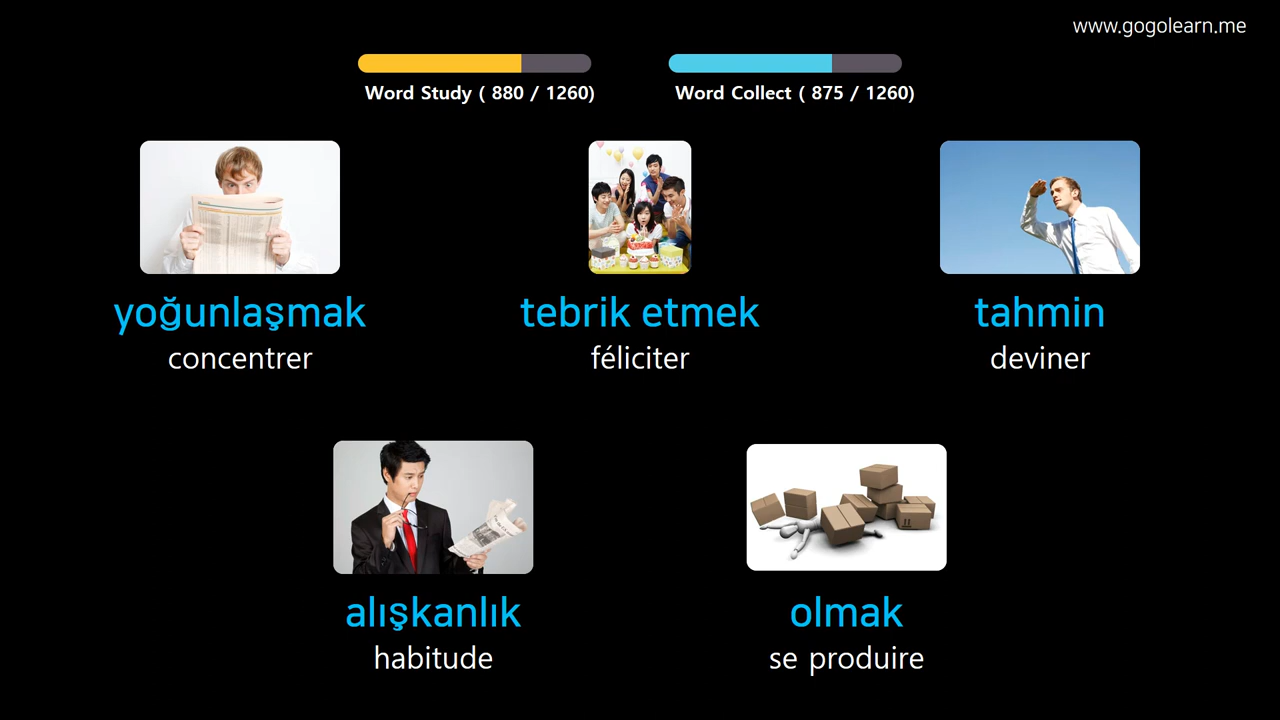 www.gogolearn.me
Word Study ( 880 / 1260)
Word Collect ( 875 / 1260)
yoğunlaşmak
concentrer
tebrik etmek
féliciter
tahmin
deviner
alışkanlık
habitude
olmak
se produire